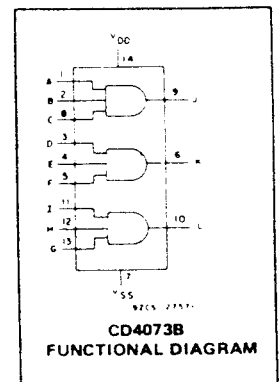 VDD
14
A 1
B 2
C 8
9 J
D 3
E 4
F 5
6 K
I 11
H 12
G 13
10 L
7
VSS
CD4073B
FUNCTIONAL DIAGRAM